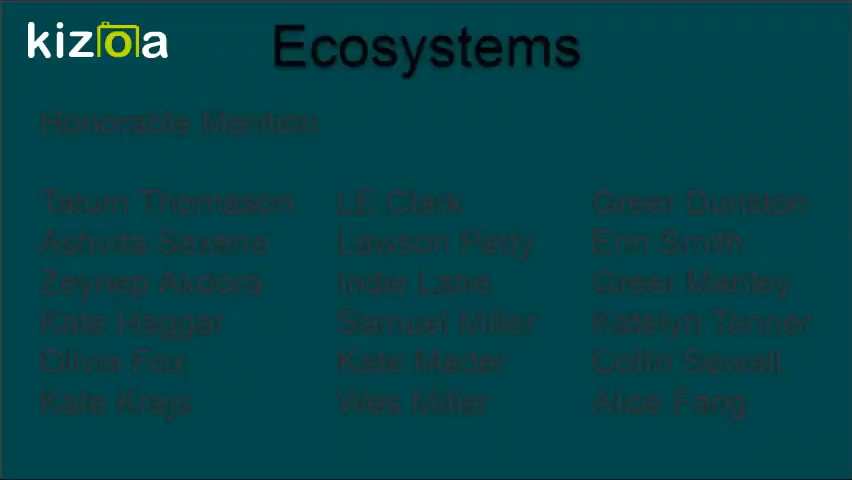 kizoa
Ecosystems
Honorable Mention
Tatum Thomason LE Clark Greer Dunston
Ashvita Saxena Lawson Petty Erin Smith
Zeynep Akdora Indie Lane Greer Manley
Kate Haggar Samuel Miller Katelyn Tanner
Olivia Fox Kate Mader Collin Sewall
Kate Krejs Wes Miller Alice Fang